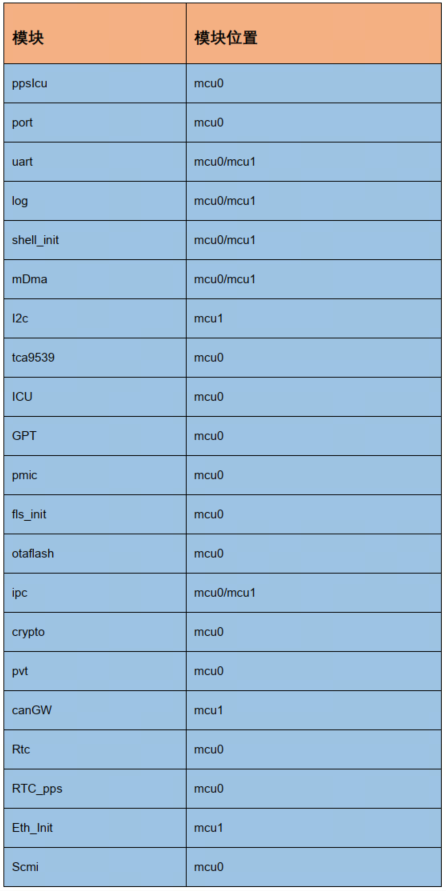 模块 模块位置
ppsIcu mcu0
port mcu0
uart mcu0/mcu1
log mcu0/mcu1
shell_init mcu0/mcu1
mDma mcu0/mcu1
I2c mcu1
tca9539 mcu0
ICU mcu0
GPT mcu0
pmic mcu0
fls_init mcu0
otaflash mcu0
ipc mcu0/mcu1
crypto mcu0
pvt mcu0
canGW mcu1
Rtc mcu0
RTC_pps mcu0
Eth_Init mcu1
Scmi mcu0